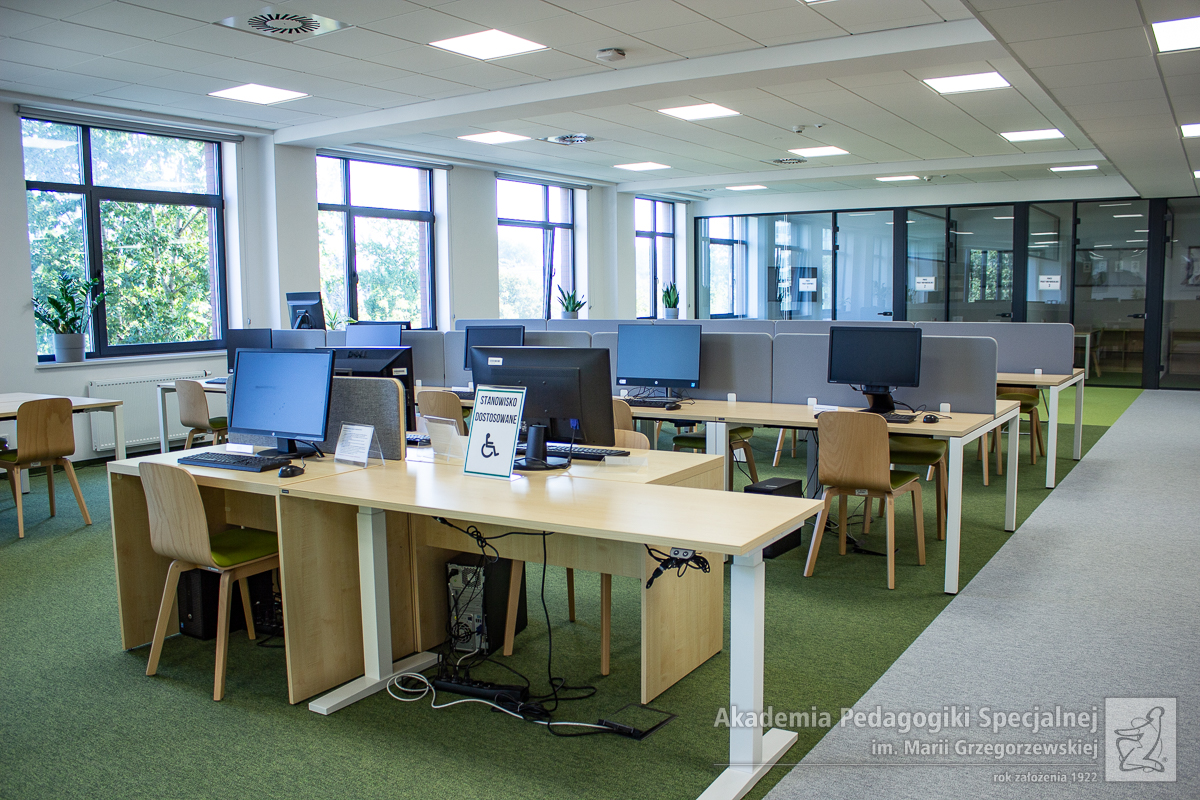 STANOWISKO
DOSTOSOWANE
Akademia Pedagogiki Specjalnej
im. Marii Grzegorzewskiej
rok założenia 1922